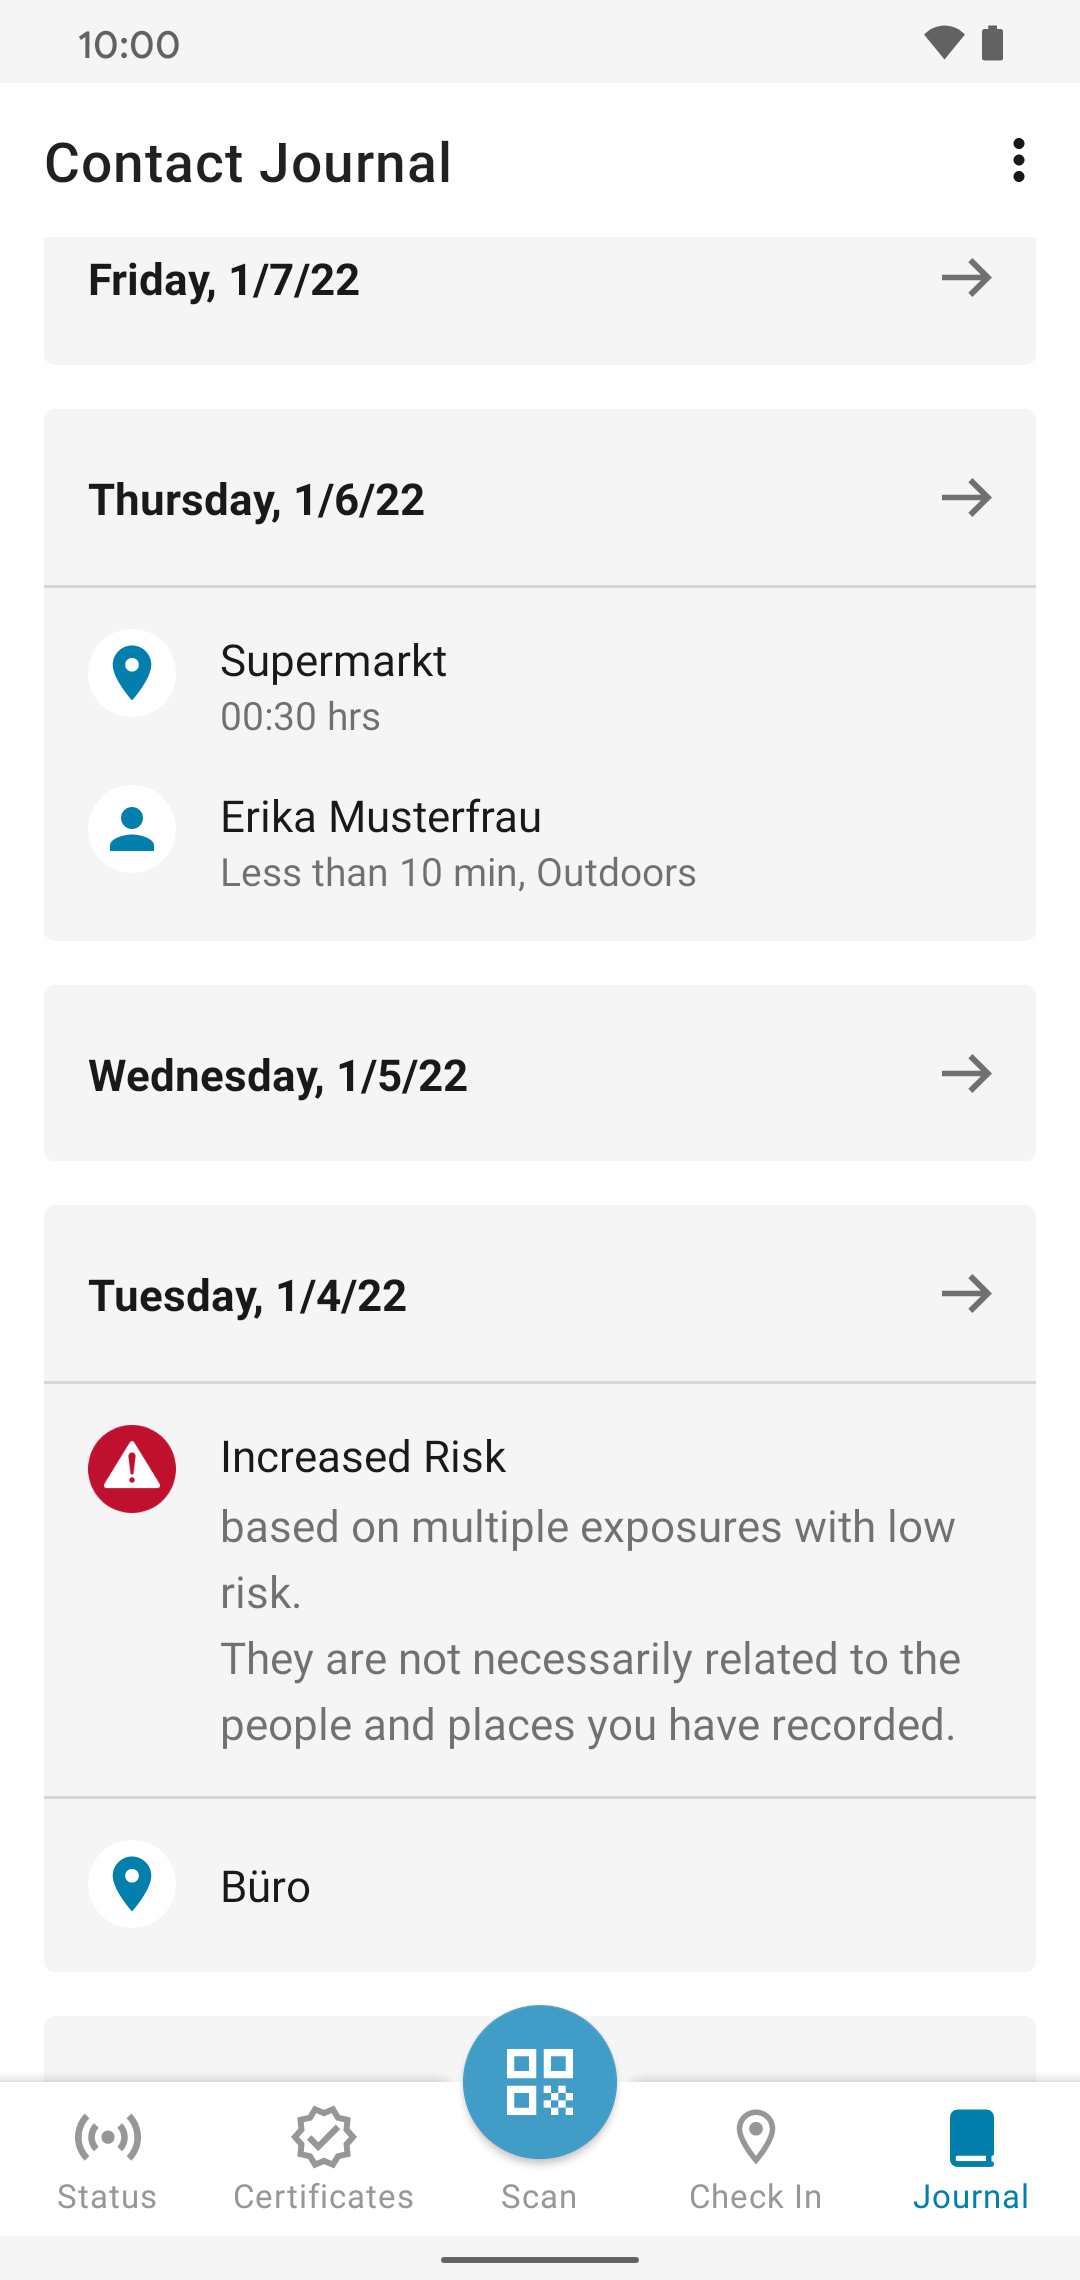 10:00
Contact Journal
Friday, 1/7/22
Thursday, 1/6/22
Supermarkt
00:30 hrs
Erika Musterfrau
Less than 10 min, Outdoors
Wednesday, 1/5/22
Tuesday, 1/4/22
Increased Risk
based on multiple exposures with low
risk.
They are not necessarily related to the
people and places you have recorded.
Büro
Status
Certificates
Scan
Check In
Journal